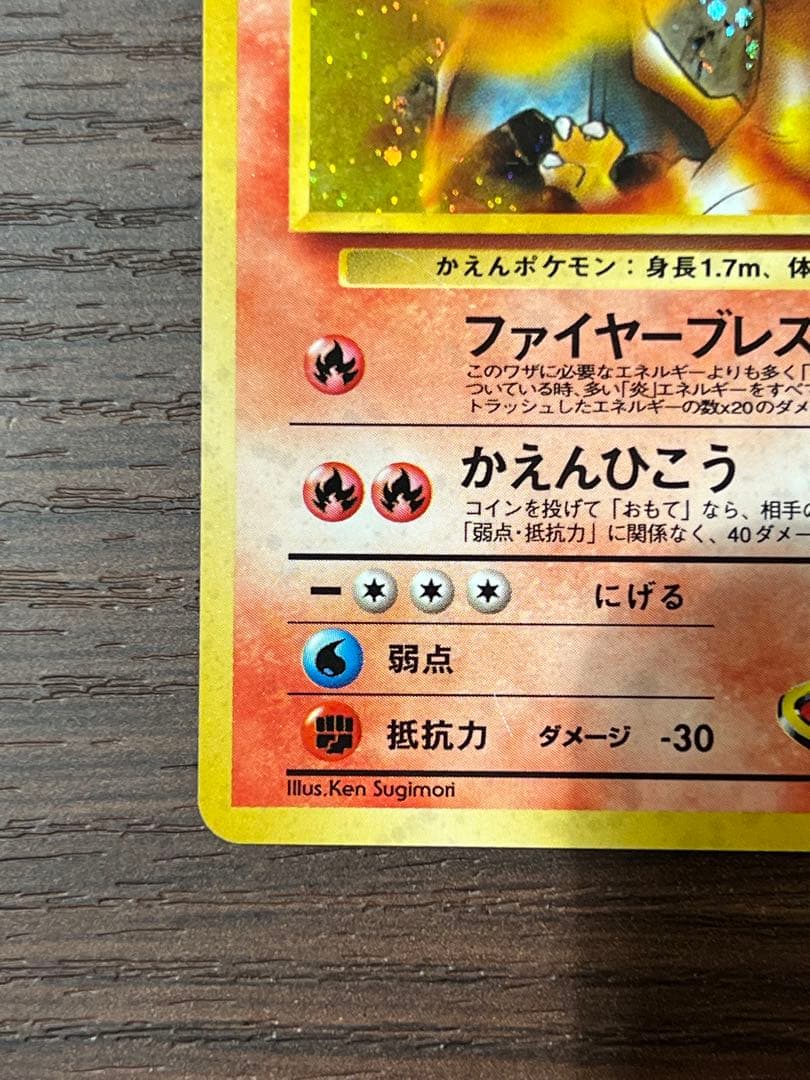 かえんポケモン：身長1.7m、体
ファイヤーブレス
このワザに必要なエネルギーよりも多く「
ついている時、多い「炎」エネルギーをすべて
トラッシュしたエネルギーの数x20のダメ
かえんひこう
コインを投げて「おもて」なら、相手の
「弱点・抵抗力」に関係なく、40ダメー
にげる
弱点
抵抗力 ダメージ -30
Illus.Ken Sugimori